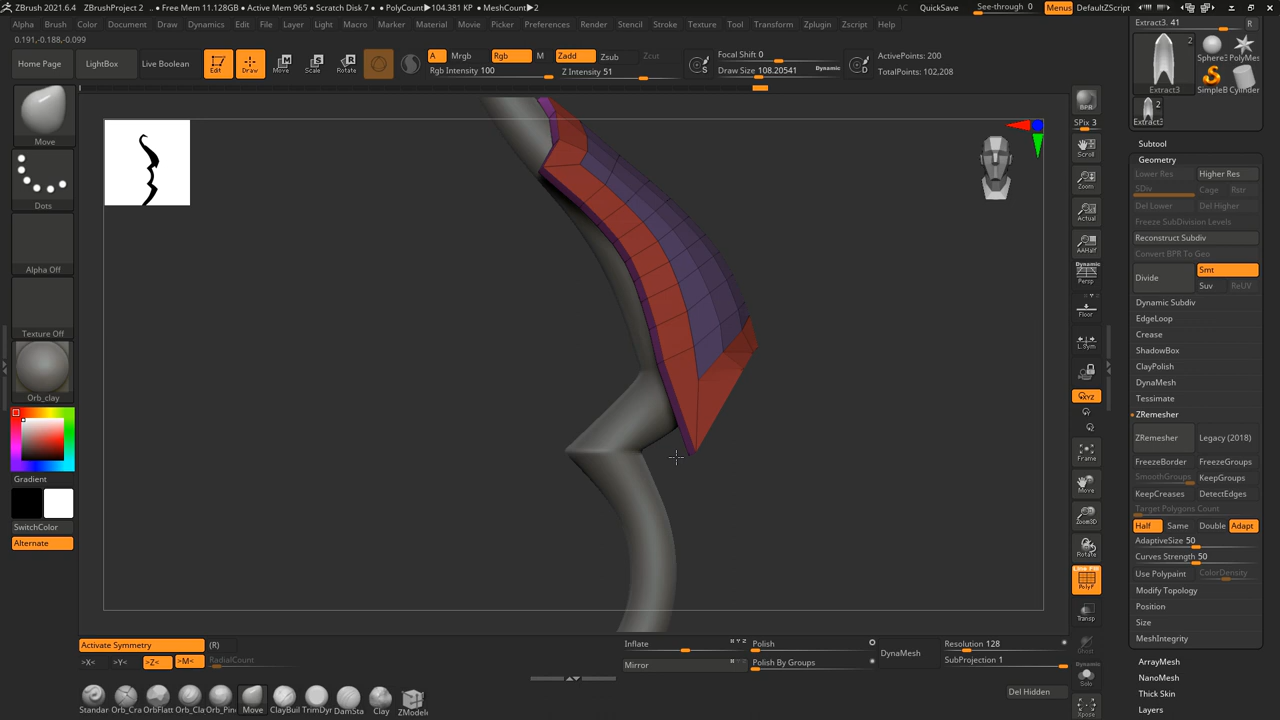 ZBrush 2021.6.4 ZBrushProject 2 .. • Free Mem 11.128GB • Active Mem 965 • Scratch Disk 7 • PolyCount►104.381 KP • MeshCount►2 AC QuickSave See-through 0 Menus DefaultZScript
Alpha Brush Color Document Draw Dynamics Edit File Layer Light Macro Marker Material Movie Picker Preferences Render Stencil Stroke Texture Tool Transform Zplugin Zscript Help
0.191,-0.188,-0.099
Home Page LightBox Live Boolean Edit Draw Move Scale Rotate
A Mrgb Rgb M Zadd Zsub Zcut
Rgb Intensity 100 Z Intensity 51
Focal Shift 0
Draw Size 108.20541 Dynamic
S D
ActivePoints: 200
TotalPoints: 102,208
Move
Dots
Alpha Off
Texture Off
Orb_clay
Gradient
SwitchColor
Alternate
BPR
SPix 3
Scroll
Zoom
Actual
AAHalf
Dynamic
Persp
Floor
L.Sym
XYZ
Frame
Move
Zoom3D
Rotate
Line Fill
PolyF
Transp
Ghost
Dynamic
Solo
Xpose
Extract3. 41 R
2
Sphere3 PolyMes
Extract3 SimpleB Cylinder
2
Extract3
Subtool
Geometry
Lower Res Higher Res
SDiv Cage Rstr
Del Lower Del Higher
Freeze SubDivision Levels
Reconstruct Subdiv
Convert BPR To Geo
Divide Smt
Suv ReUV
Dynamic Subdiv
EdgeLoop
Crease
ShadowBox
ClayPolish
DynaMesh
Tessimate
ZRemesher
ZRemesher Legacy (2018)
FreezeBorder FreezeGroups
SmoothGroups KeepGroups
KeepCreases DetectEdges
Target Polygons Count
Half Same Double Adapt
AdaptiveSize 50
Curves Strength 50
Use Polypaint ColorDensity
Modify Topology
Position
Size
MeshIntegrity
ArrayMesh
NanoMesh
Thick Skin
Layers
Activate Symmetry (R)
>X< >Y< >Z< >M< RadialCount
Inflate Polish
Mirror Polish By Groups
DynaMesh
Resolution 128
SubProjection 1
Del Hidden
Standar Orb_Cra OrbFlatt Orb_Cla Orb_Pinc Move ClayBuil TrimDyr DamSta Clay ZModele